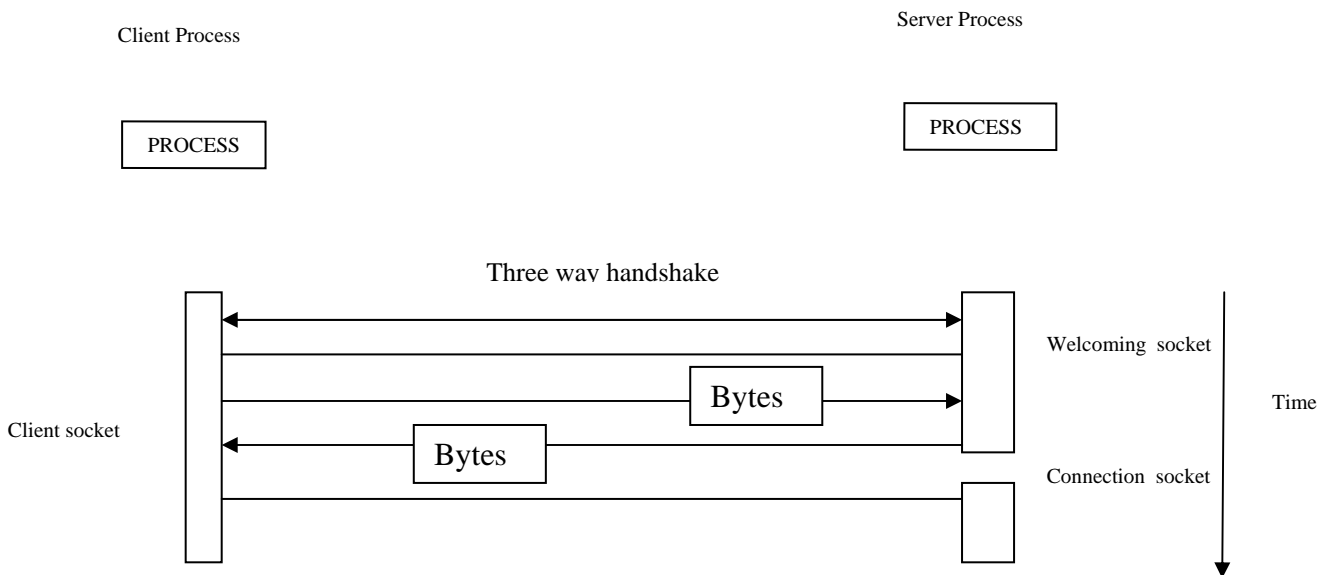 Server Process
Client Process
PROCESS
PROCESS
Three way handshake
Welcoming socket
Bytes
Time
Client socket
Bytes
Connection socket